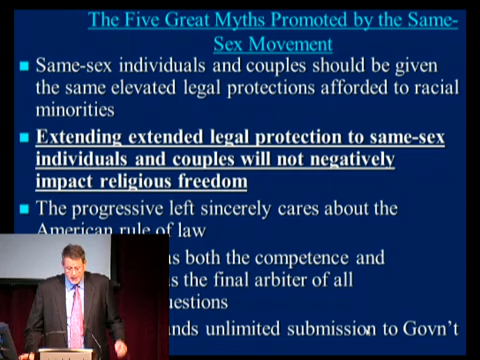 The Five Great Myths Promoted by the Same-
Sex Movement
Same-sex individuals and couples should be given
the same elevated legal protections afforded to racial
minorities
Extending extended legal protection to same-sex
individuals and couples will not negatively
impact religious freedom
The progressive left sincerely cares about the
American rule of law
as both the competence and
s the final arbiter of all
uestions
ands unlimited submission to Govn't